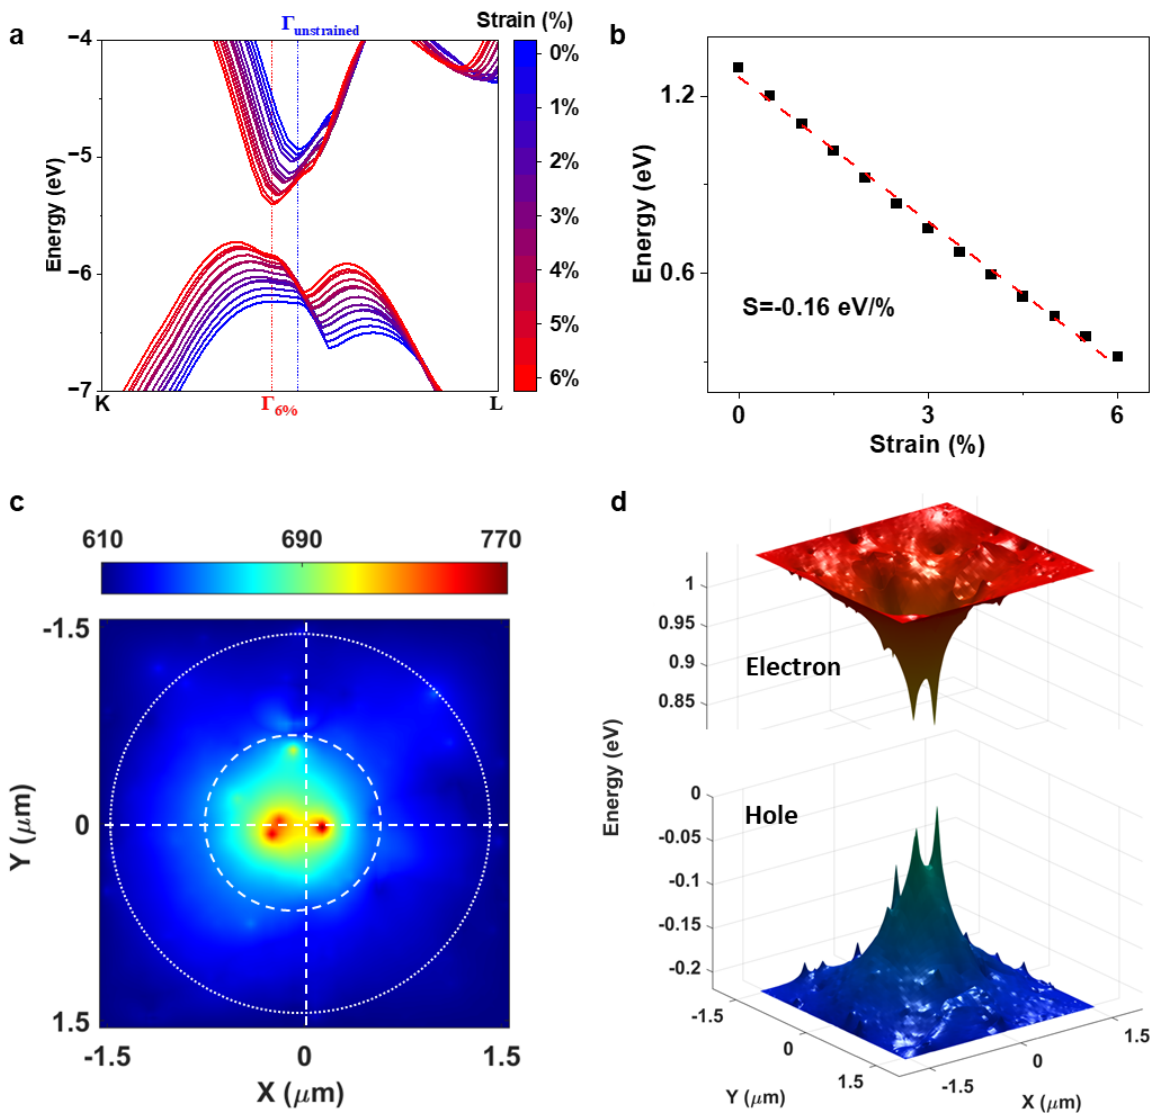 a
Γunstrained
Strain (%)
−4
−5
−6
−7
Energy (eV)
K
Γ6%
L
0%
1%
2%
3%
4%
5%
6%
b
1.2
0.6
Energy (eV)
S=-0.16 eV/%
0
3
6
Strain (%)
c
610
690
770
-1.5
0
1.5
Y (μm)
-1.5
0
1.5
X (μm)
d
1
0.95
0.9
0.85
Electron
Energy (eV)
0
-0.05
-0.1
-0.15
-0.2
Hole
-1.5
0
1.5
Y (μm)
-1.5
0
1.5
X (μm)